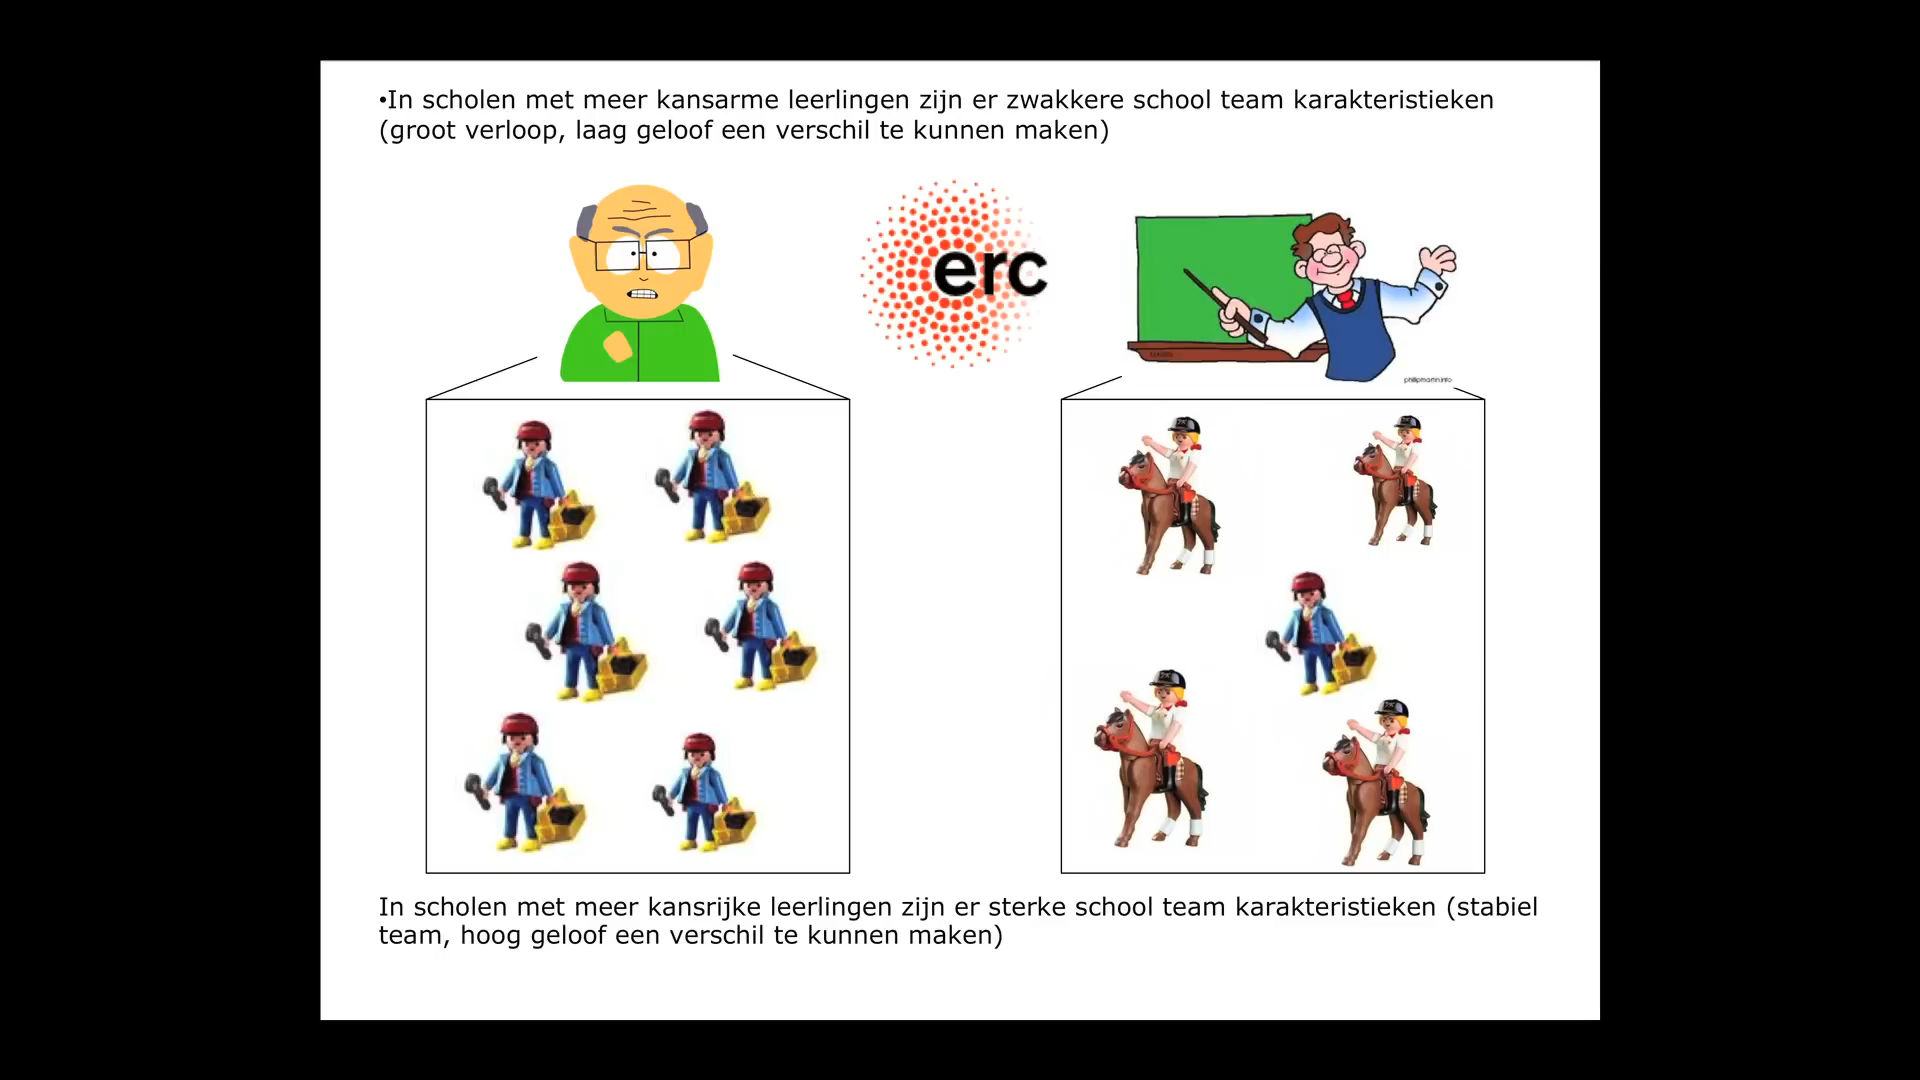 •In scholen met meer kansarme leerlingen zijn er zwakkere school team karakteristieken
(groot verloop, laag geloof een verschil te kunnen maken)
erc
philipmartin.info
In scholen met meer kansrijke leerlingen zijn er sterke school team karakteristieken (stabiel
team, hoog geloof een verschil te kunnen maken)